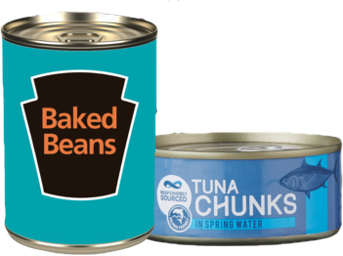 Baked
Beans
RESPONSIBLY
SOURCED
TUNA
CHUNKS
IN SPRING WATER